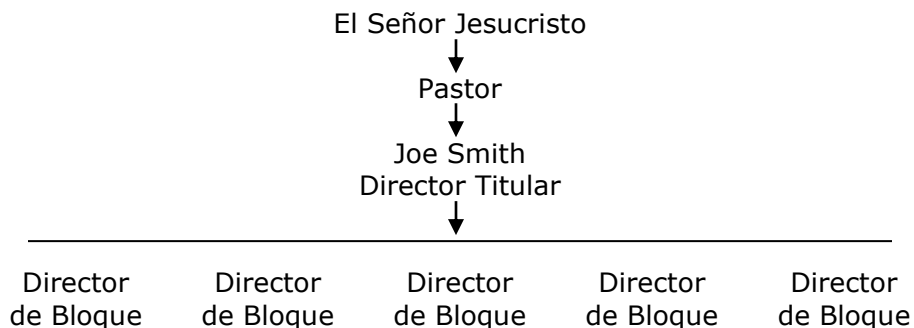 El Señor Jesucristo
Pastor
Joe Smith
Director Titular
Director Director Director Director Director
de Bloque de Bloque de Bloque de Bloque de Bloque